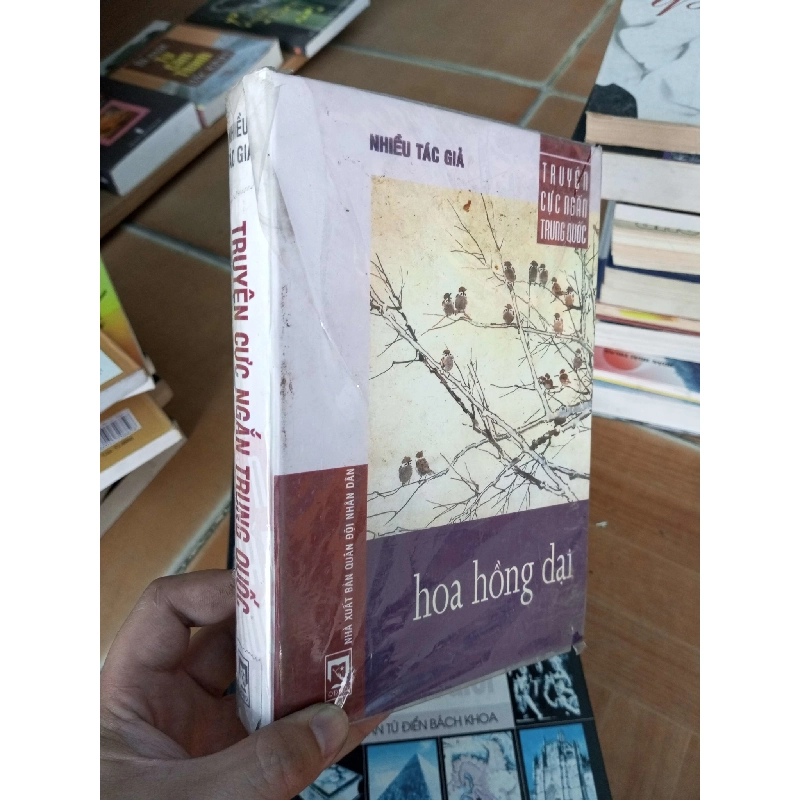 NHIỀU TÁC GIẢ
TRUYỆN
CỰC NGẮN
TRUNG QUỐC
hoa hồng dại
NHÀ XUẤT BẢN QUÂN ĐỘI NHÂN DÂN
NHIỀU
TÁC GIẢ
TRUYỆN CỰC NGẮN TRUNG QUỐC
TỪ ĐIỂN BÁCH KHOA